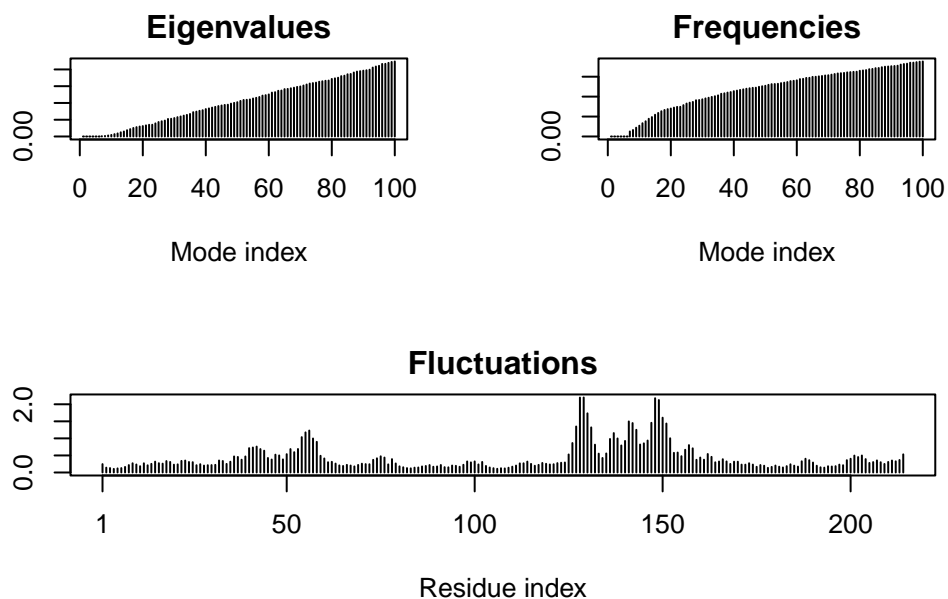 Eigenvalues
0.00
0 20 40 60 80 100
Mode index
Frequencies
0.00
0 20 40 60 80 100
Mode index
Fluctuations
2.0
0.0
1 50 100 150 200
Residue index